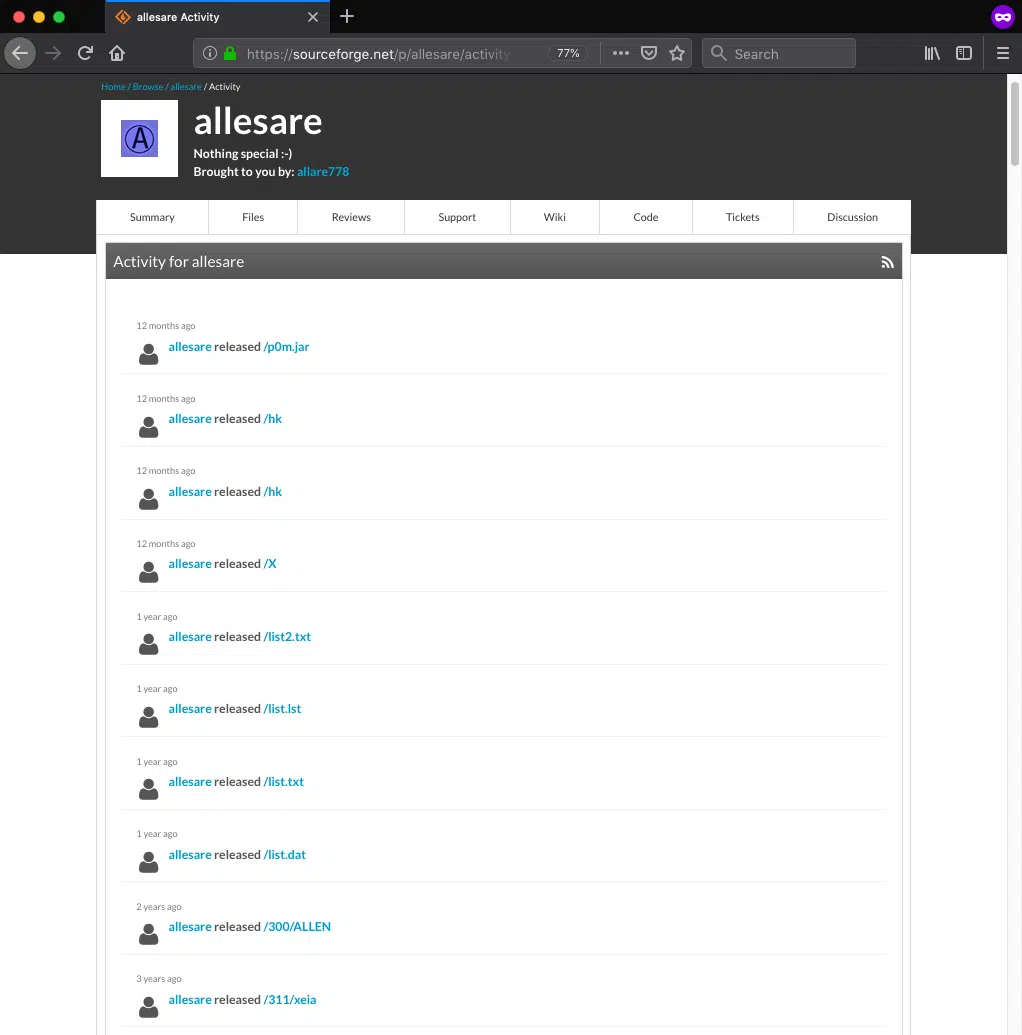 allesare Activity
https://sourceforge.net/p/allesare/activity
77%
Search
Home / Browse / allesare / Activity
A
allesare
Nothing special :-)
Brought to you by: allare778
Summary Files Reviews Support Wiki Code Tickets Discussion
Activity for allesare
12 months ago
allesare released /p0m.jar
12 months ago
allesare released /hk
12 months ago
allesare released /hk
12 months ago
allesare released /X
1 year ago
allesare released /list2.txt
1 year ago
allesare released /list.lst
1 year ago
allesare released /list.txt
1 year ago
allesare released /list.dat
2 years ago
allesare released /300/ALLEN
3 years ago
allesare released /311/xeia